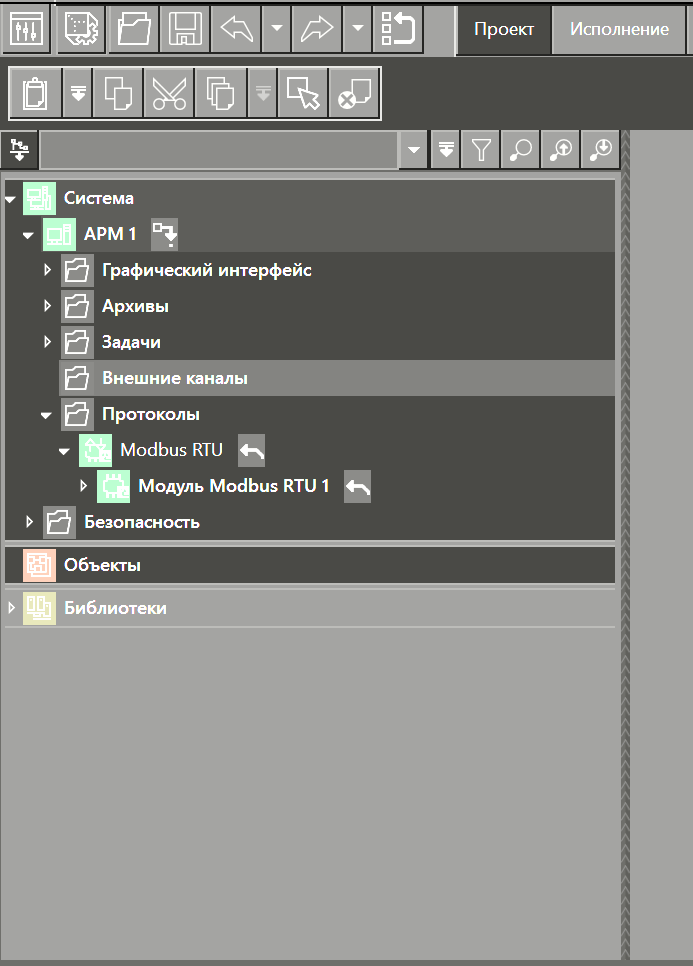 Проект
Исполнение
Система
АРМ 1
Графический интерфейс
Архивы
Задачи
Внешние каналы
Протоколы
Modbus RTU
Модуль Modbus RTU 1
Безопасность
Объекты
Библиотеки